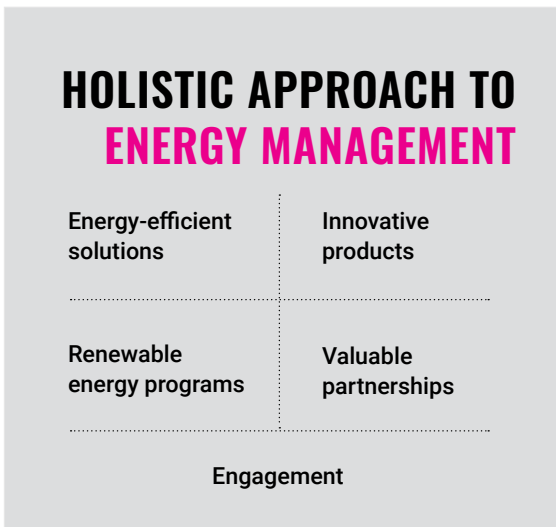 HOLISTIC APPROACH TO
ENERGY MANAGEMENT
Energy-efficient
solutions
Innovative
products
Renewable
energy programs
Valuable
partnerships
Engagement